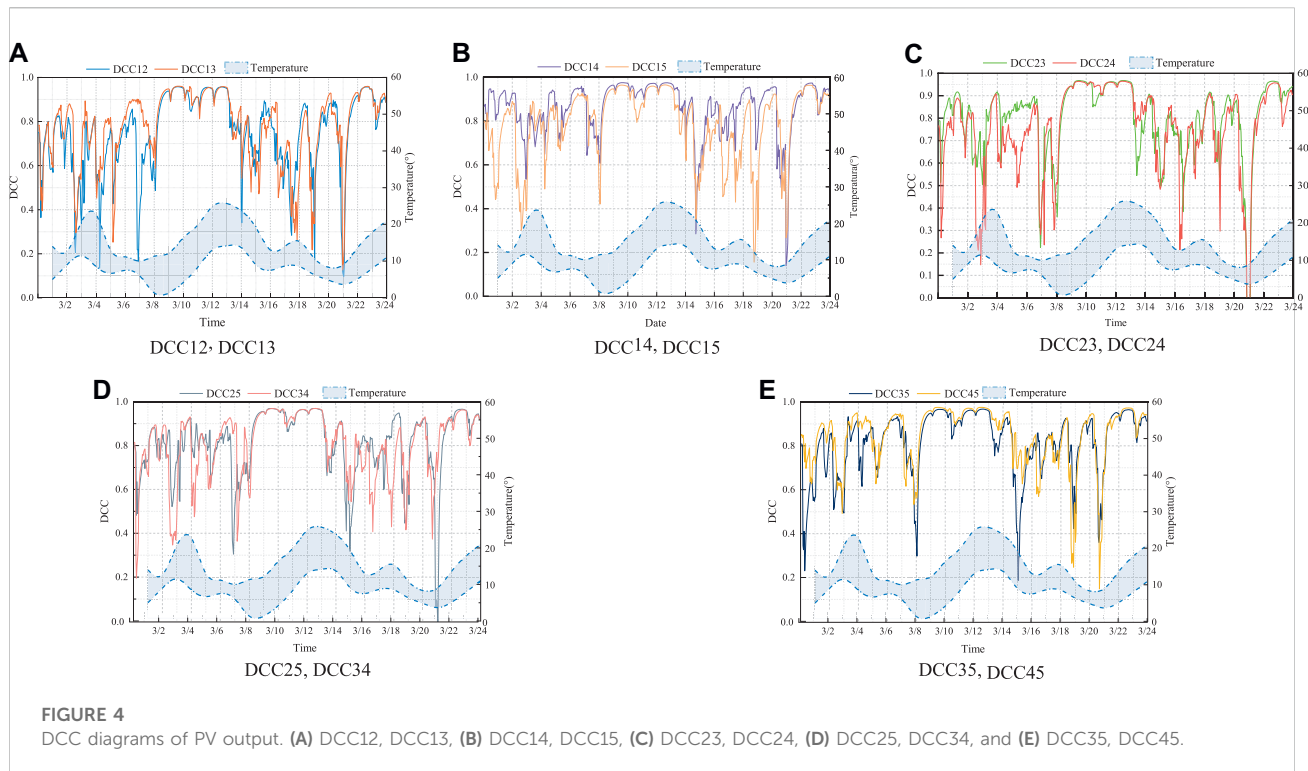 A
DCC12 DCC13 Temperature
1.0
0.8
0.6
0.4
0.2
0.0
DCC
60
50
40
30
20
10
0
Temperature(°)
3/2 3/4 3/6 3/8 3/10 3/12 3/14 3/16 3/18 3/20 3/22 3/24
Time
DCC12, DCC13
B
DCC14 DCC15 Temperature
1.0
0.8
0.6
0.4
0.2
0.0
DCC
60
50
40
30
20
10
0
Temperatura(°)
3/2 3/4 3/6 3/8 3/10 3/12 3/14 3/16 3/18 3/20 3/22 3/24
Date
DCC14, DCC15
C
DCC23 DCC24 Temperature
1.0
0.9
0.8
0.7
0.6
0.5
0.4
0.3
0.2
0.1
0.0
DCC
60
50
40
30
20
10
0
Temperature(°)
3/2 3/4 3/6 3/8 3/10 3/12 3/14 3/16 3/18 3/20 3/22 3/24
Time
DCC23, DCC24
D
DCC25 DCC34 Temperature
1.0
0.8
0.6
0.4
0.2
0.0
DCC
60
50
40
30
20
10
0
Temperature(°)
3/2 3/4 3/6 3/8 3/10 3/12 3/14 3/16 3/18 3/20 3/22 3/24
Time
DCC25, DCC34
E
DCC35 DCC45 Temperature
1.0
0.8
0.6
0.4
0.2
0.0
DCC
60
50
40
30
20
10
0
Temperature(°)
3/2 3/4 3/6 3/8 3/10 3/12 3/14 3/16 3/18 3/20 3/22 3/24
Time
DCC35, DCC45
FIGURE 4
DCC diagrams of PV output. (A) DCC12, DCC13, (B) DCC14, DCC15, (C) DCC23, DCC24, (D) DCC25, DCC34, and (E) DCC35, DCC45.